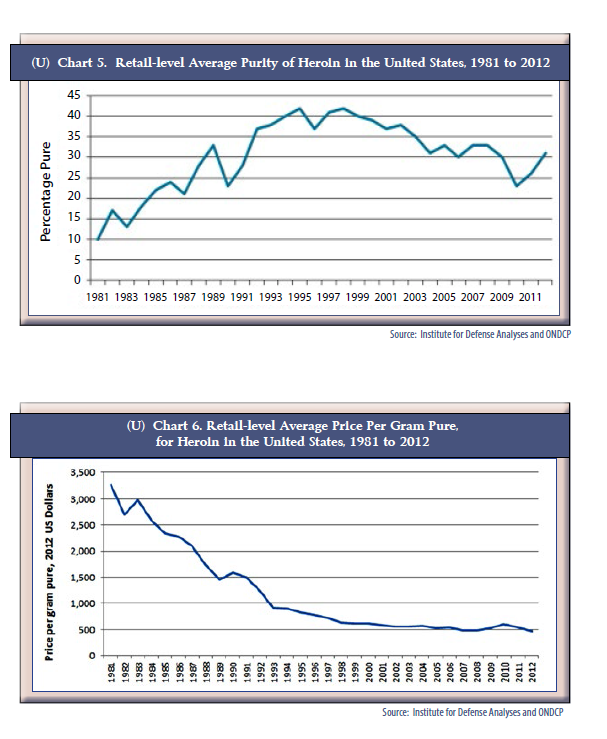 (U) Chart 5. Retail-level Average Purity of Heroin in the United States, 1981 to 2012
Percentage Pure
45
40
35
30
25
20
15
10
5
0
1981 1983 1985 1987 1989 1991 1993 1995 1997 1999 2001 2003 2005 2007 2009 2011
Source: Institute for Defense Analyses and ONDCP
(U) Chart 6. Retail-level Average Price Per Gram Pure,
for Heroin in the United States, 1981 to 2012
Price per gram pure, 2012 US Dollars
3,500
3,000
2,500
2,000
1,500
1,000
500
0
1981 1982 1983 1984 1985 1986 1987 1988 1989 1990 1991 1992 1993 1994 1995 1996 1997 1998 1999 2000 2001 2002 2003 2004 2005 2006 2007 2008 2009 2010 2011 2012
Source: Institute for Defense Analyses and ONDCP